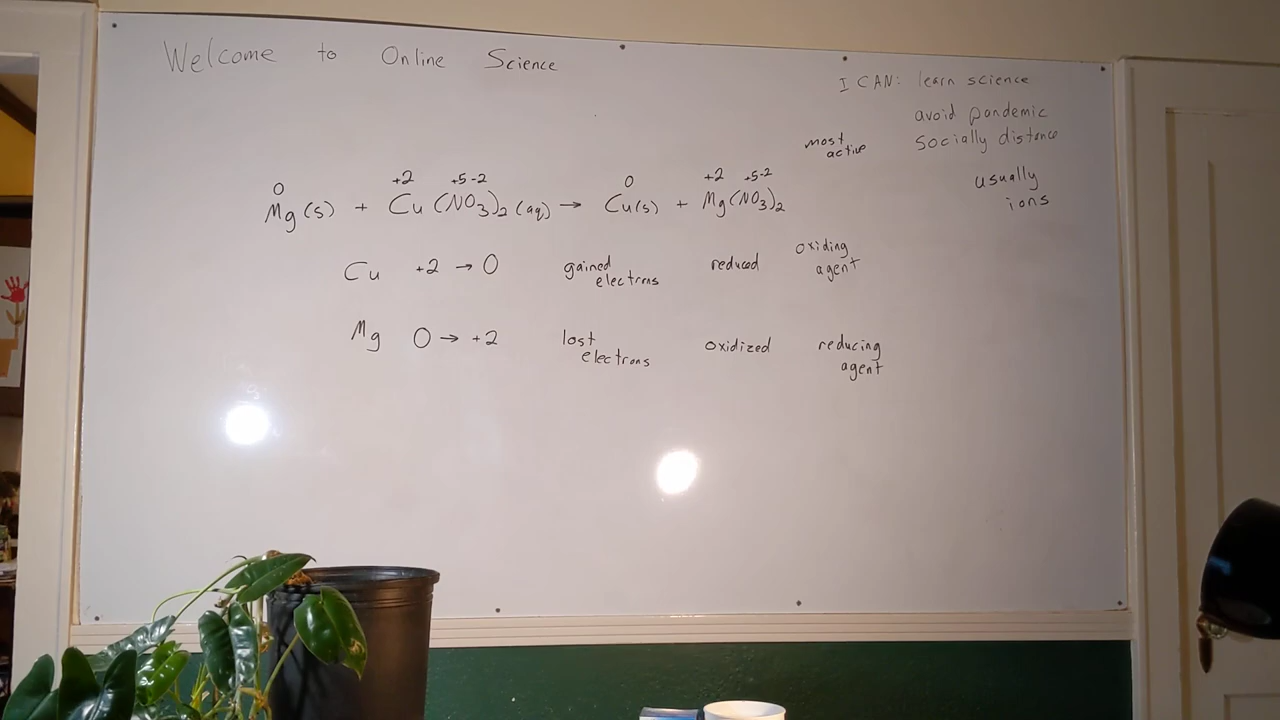 Welcome to Online Science
I CAN: learn science
avoid pandemic
socially distance
most
active
usually
ions
0 +2 +5 -2 0 +2 +5 -2
Mg(s) + Cu(NO3)2(aq) → Cu(s) + Mg(NO3)2
Cu +2 → 0 gained electrons reduced oxiding agent
Mg 0 → +2 lost electrons oxidized reducing agent